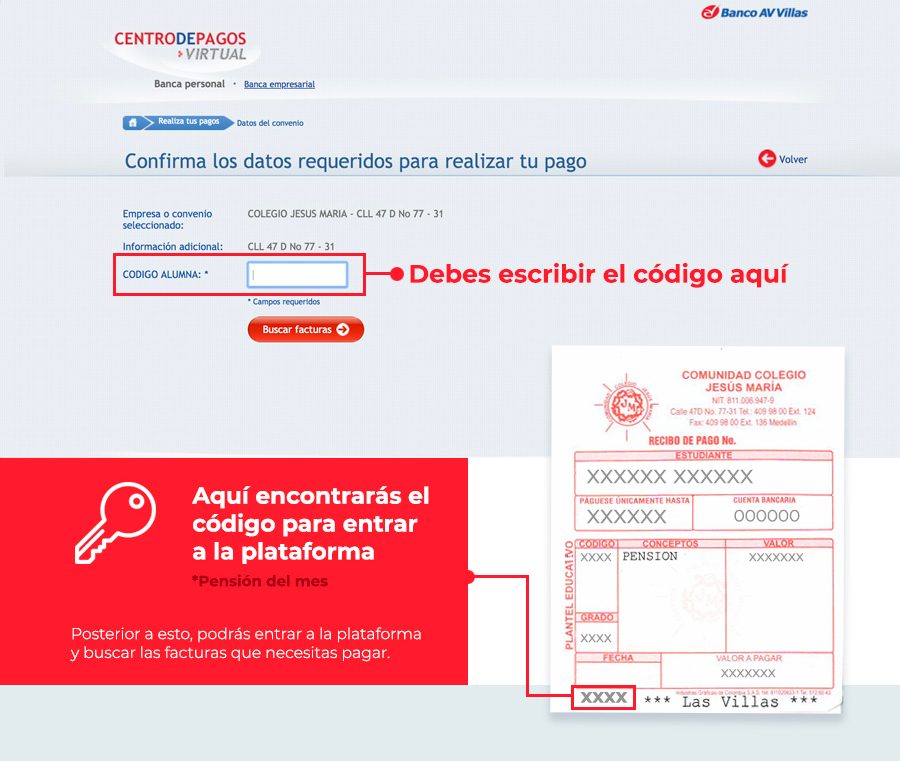 Banco AV Villas
CENTRODEPAGOS
VIRTUAL
Banca personal · Banca empresarial
Realiza tus pagos
Datos del convenio
Confirma los datos requeridos para realizar tu pago
Volver
Empresa o convenio seleccionado:
COLEGIO JESUS MARIA - CLL 47 D No 77 - 31
Información adicional:
CLL 47 D No 77 - 31
CODIGO ALUMNA: *
Debes escribir el código aquí
* Campos requeridos
Buscar facturas
COMUNIDAD COLEGIO
JESÚS MARÍA
NIT. 811.006.947-9
Calle 47D No. 77-31 Tel.: 409 98 00 Ext. 124
Fax: 409 98 00 Ext. 136 Medellín
RECIBO DE PAGO No.
ESTUDIANTE
XXXXXX XXXXXX
PÁGUESE ÚNICAMENTE HASTA
CUENTA BANCARIA
XXXXXX
000000
CODIGO
CONCEPTOS
VALOR
XXXX
PENSION
XXXXXXX
PLANTEL EDUCATIVO
GRADO
XXXX
FECHA
VALOR A PAGAR
XXXXXXX
XXXX
*** Las Villas ***
Aquí encontrarás el
código para entrar
a la plataforma
*Pensión del mes
Posterior a esto, podrás entrar a la plataforma
y buscar las facturas que necesitas pagar.